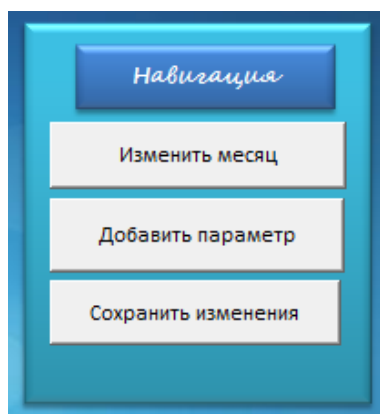 Навигация
Изменить месяц
Добавить параметр
Сохранить изменения